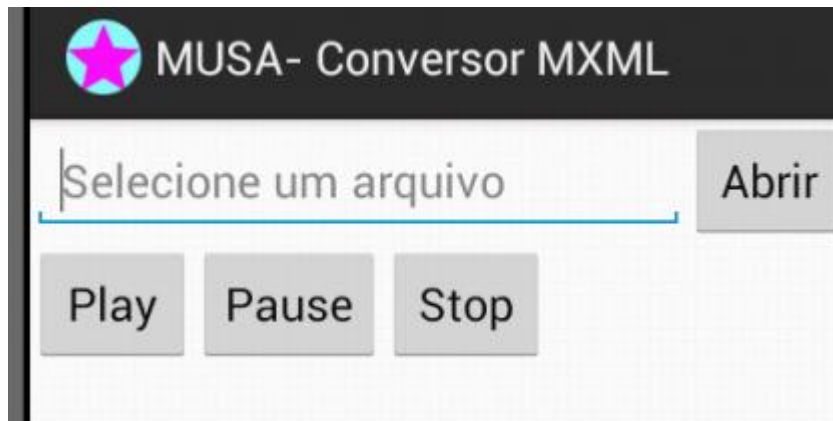 MUSA- Conversor MXML
Selecione um arquivo Abrir
Play Pause Stop